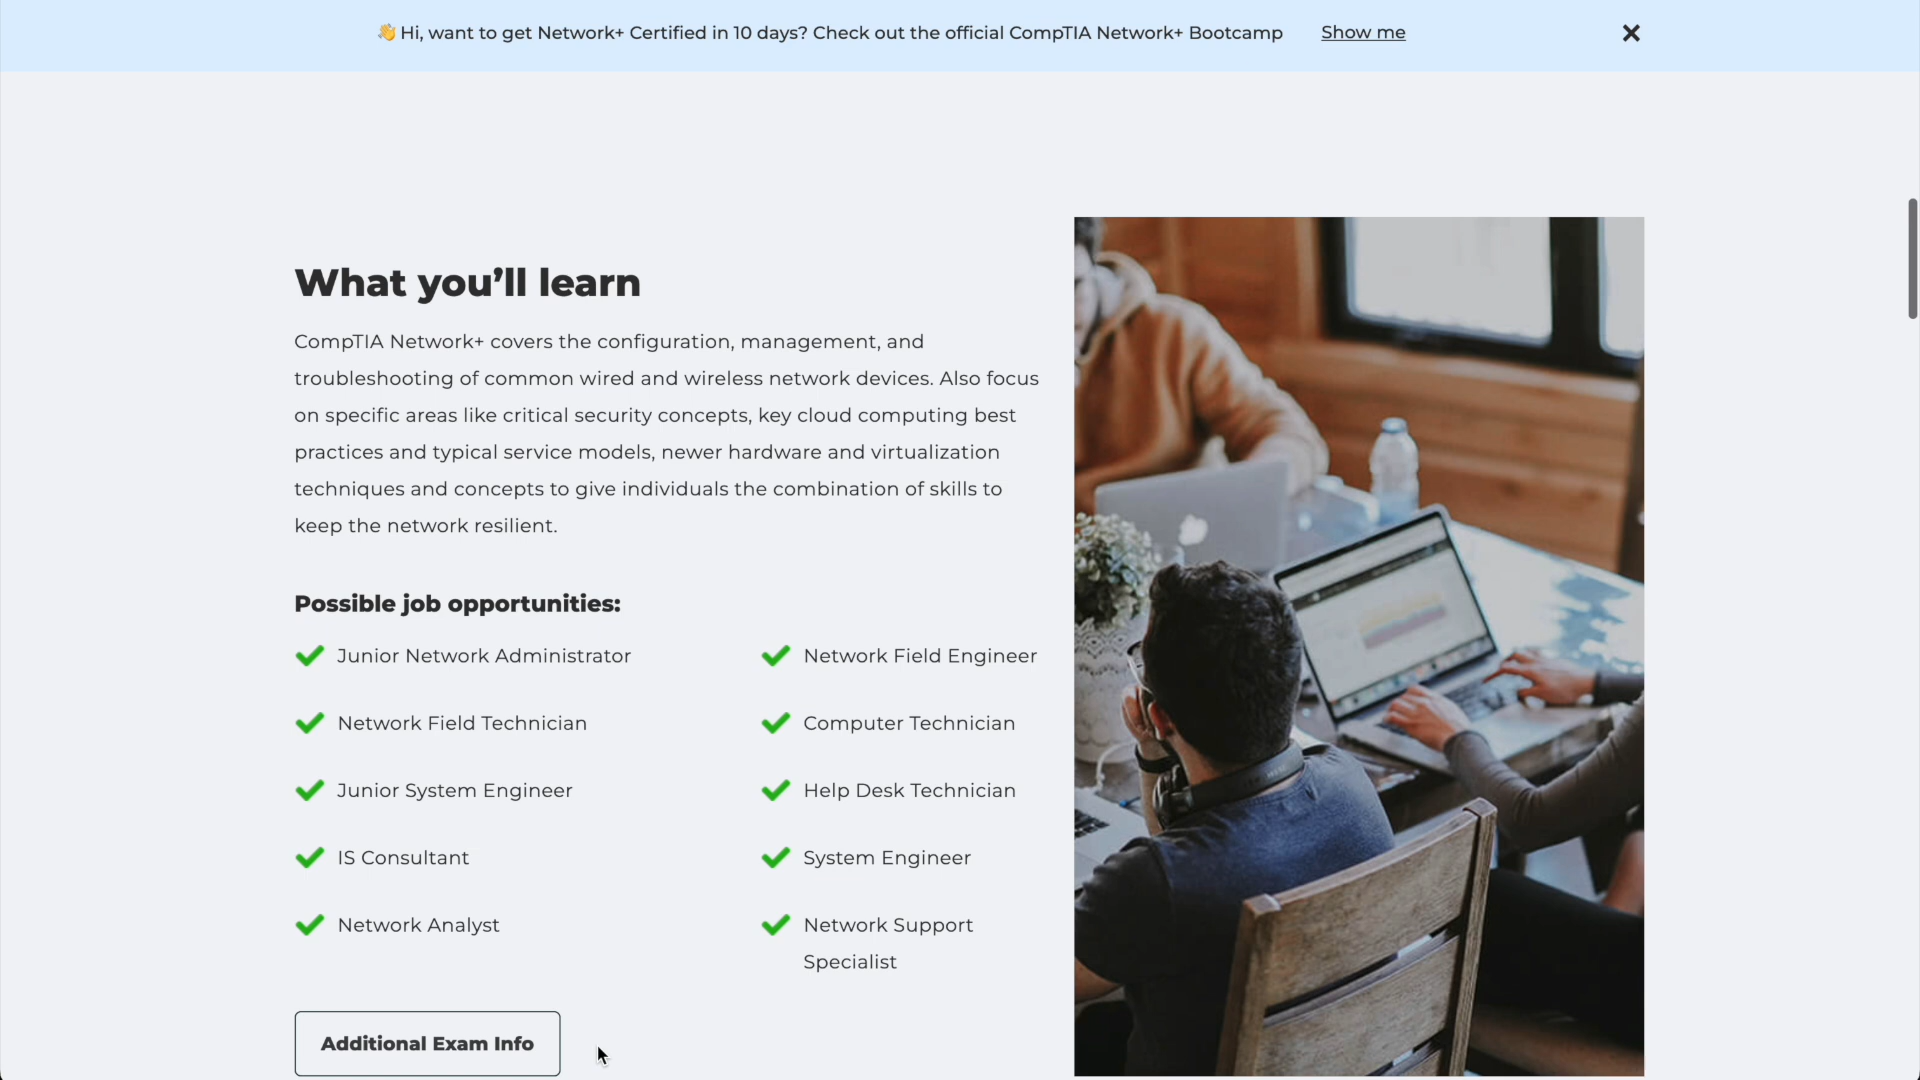 👋 Hi, want to get Network+ Certified in 10 days? Check out the official CompTIA Network+ Bootcamp Show me
What you’ll learn
CompTIA Network+ covers the configuration, management, and
troubleshooting of common wired and wireless network devices. Also focus
on specific areas like critical security concepts, key cloud computing best
practices and typical service models, newer hardware and virtualization
techniques and concepts to give individuals the combination of skills to
keep the network resilient.
Possible job opportunities:
Junior Network Administrator
Network Field Technician
Junior System Engineer
IS Consultant
Network Analyst
Network Field Engineer
Computer Technician
Help Desk Technician
System Engineer
Network Support
Specialist
Additional Exam Info